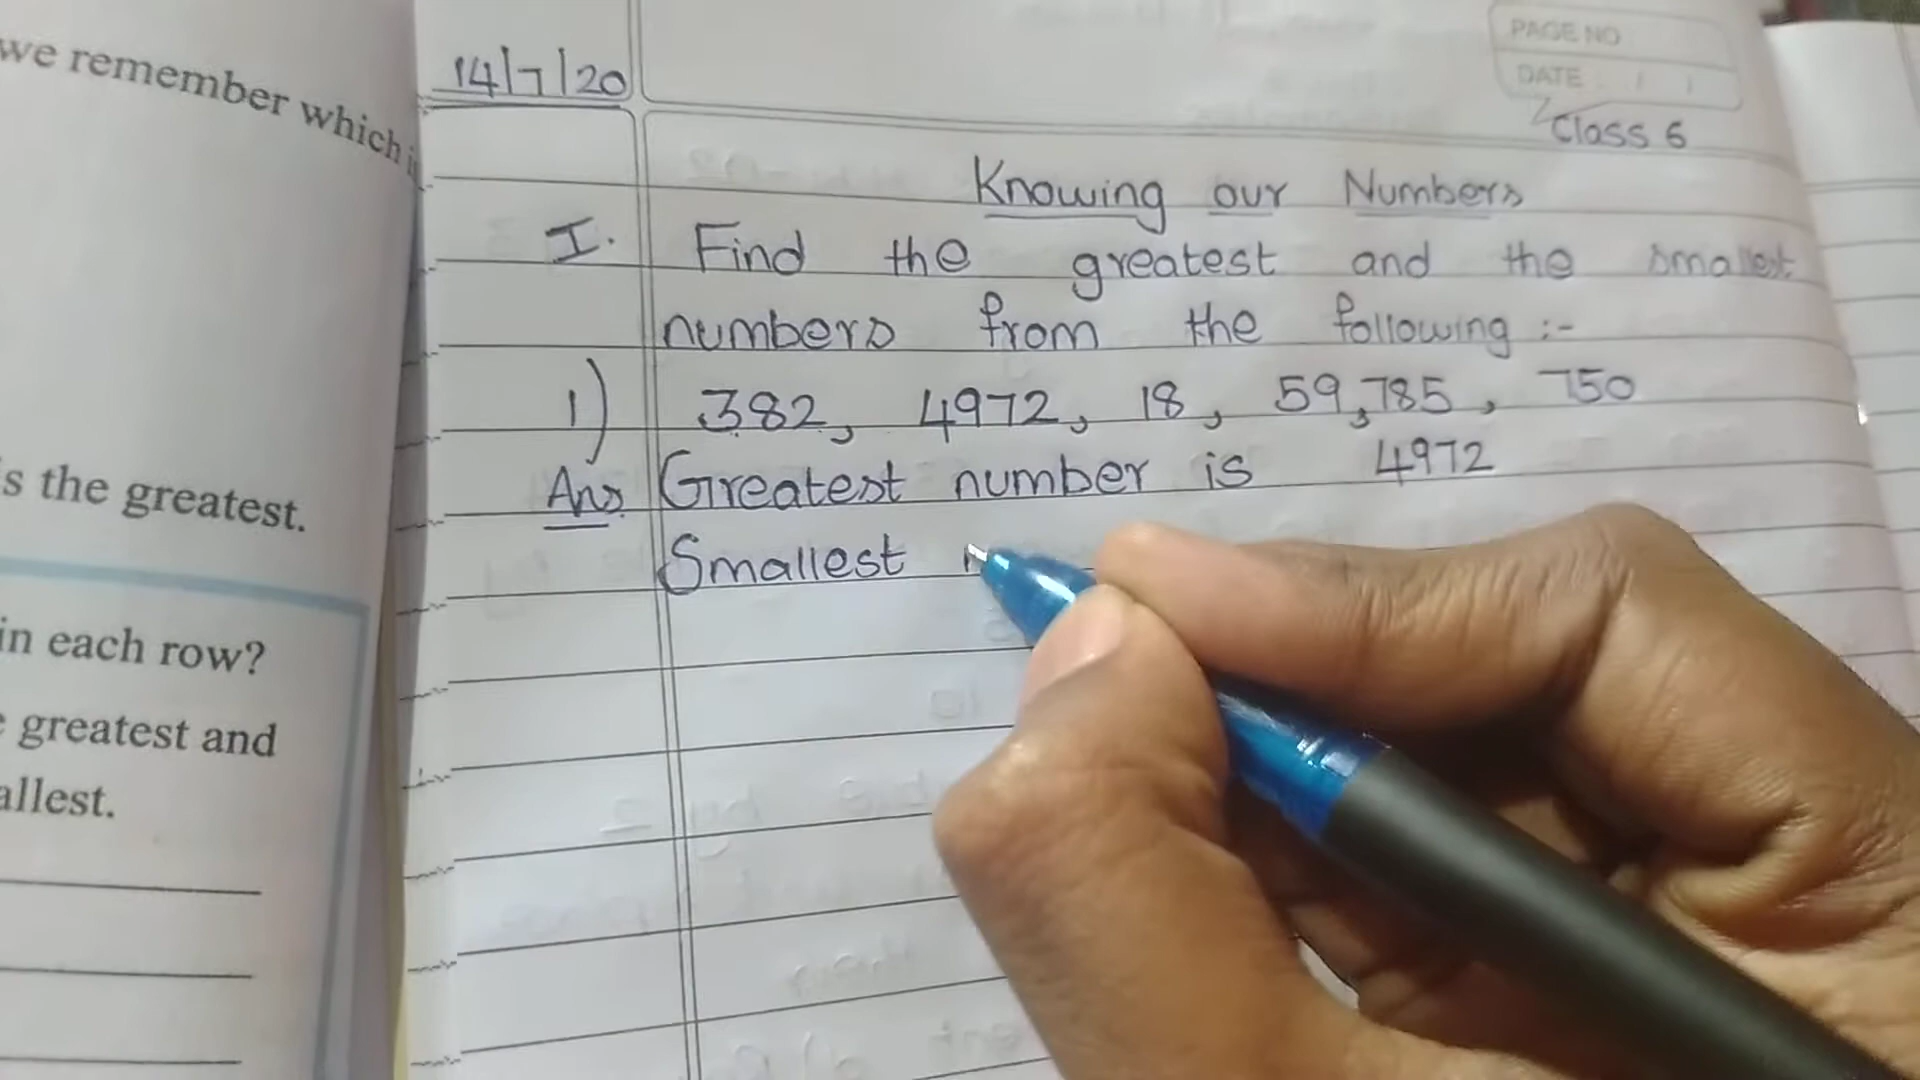 we remember which
s the greatest.
in each row?
greatest and
allest.
14/7/20
PAGE NO
DATE / /
Class 6
Knowing our Numbers
I. Find the greatest and the smallest
numbers from the following :-
1) 382, 4972, 18, 59,785, 750
Ans Greatest number is 4972
Smallest